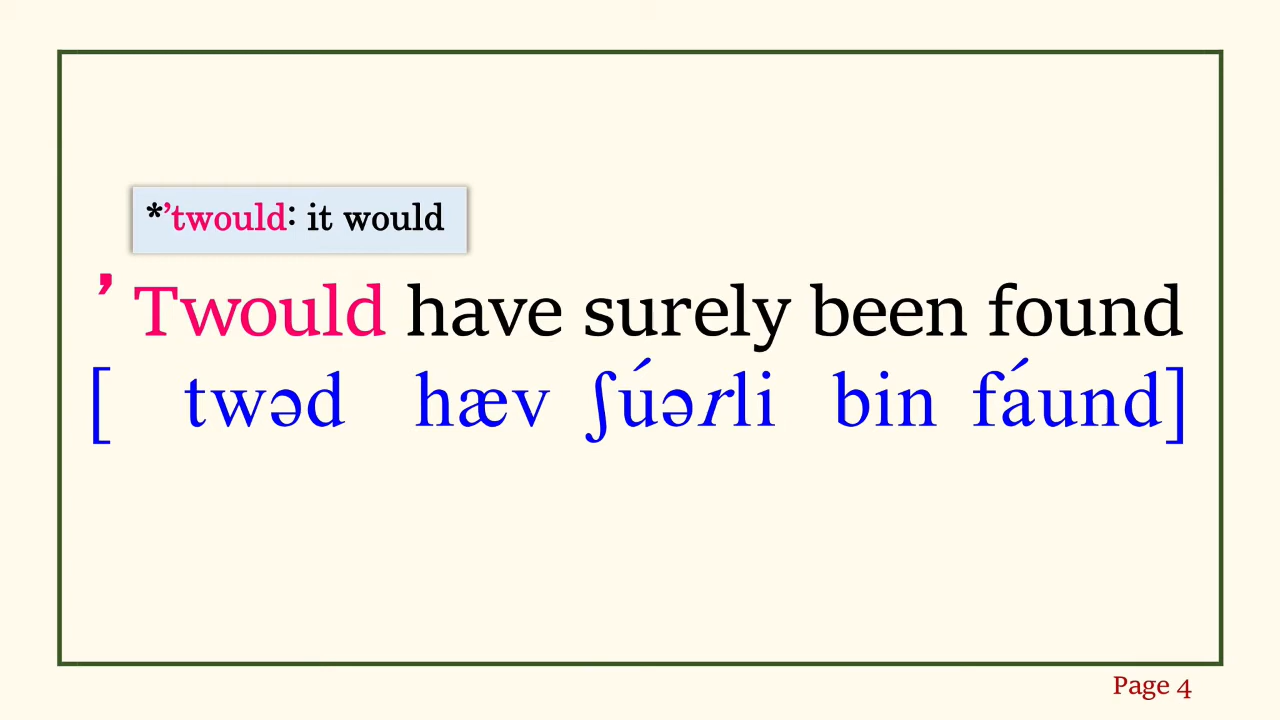 *’twould: it would
’Twould have surely been found
[ twəd hæv ʃúərli bin fáund]
Page 4